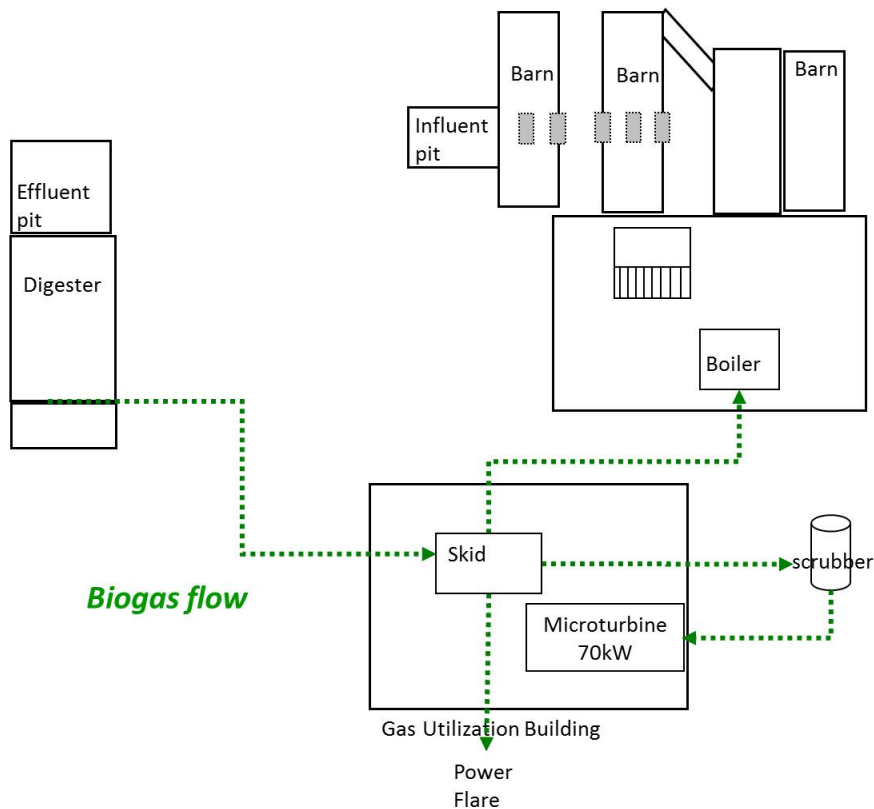 Barn
Barn
Barn
Influent
pit
Effluent
pit
Digester
Boiler
Skid
scrubber
Biogas flow
Microturbine
70kW
Gas Utilization Building
Power
Flare